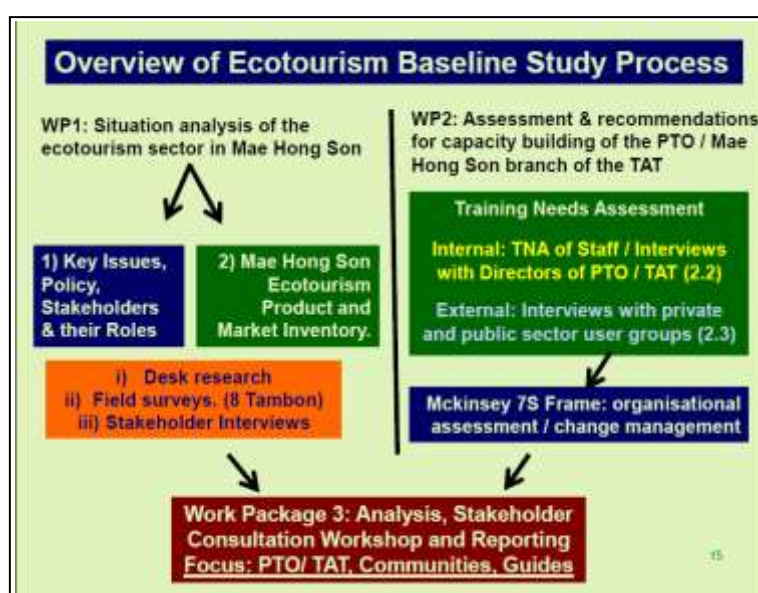 Overview of Ecotourism Baseline Study Process
WP1: Situation analysis of the
ecotourism sector in Mae Hong Son
1) Key Issues,
Policy,
Stakeholders
& their Roles
2) Mae Hong Son
Ecotourism
Product and
Market Inventory.
i) Desk research
ii) Field surveys. (8 Tambon)
iii) Stakeholder Interviews
WP2: Assessment & recommendations
for capacity building of the PTO / Mae
Hong Son branch of the TAT
Training Needs Assessment
Internal: TNA of Staff / Interviews
with Directors of PTO / TAT (2.2)
External: Interviews with private
and public sector user groups (2.3)
Mckinsey 7S Frame: organisational
assessment / change management
Work Package 3: Analysis, Stakeholder
Consultation Workshop and Reporting
Focus: PTO/ TAT, Communities, Guides
15